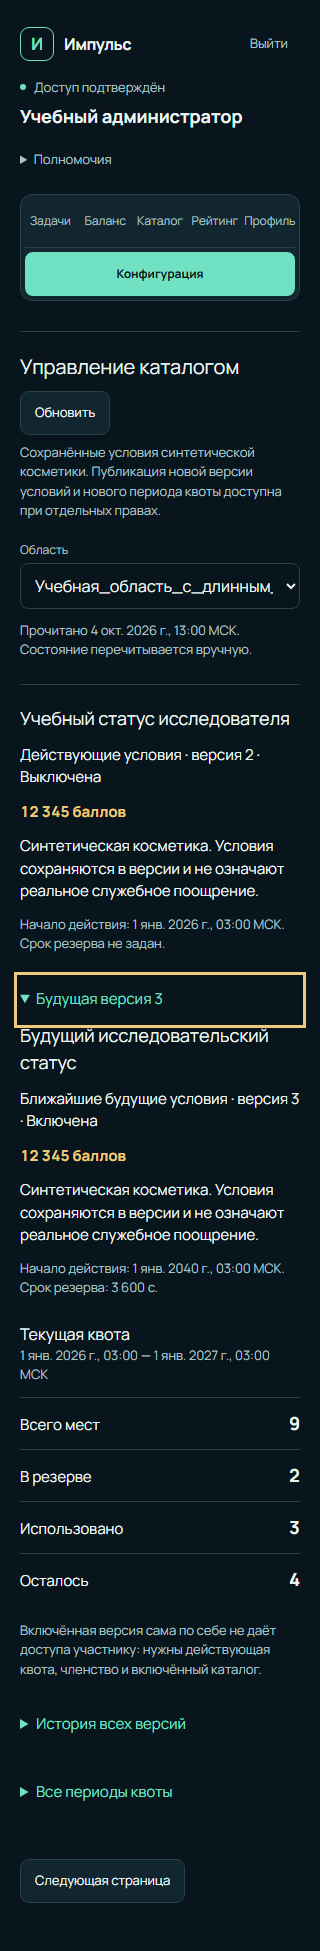 И Импульс Выйти
Доступ подтверждён
Учебный администратор
Полномочия
Задачи Баланс Каталог Рейтинг Профиль
Конфигурация
Управление каталогом
Обновить
Сохранённые условия синтетической
косметики. Публикация новой версии
условий и нового периода квоты доступна
при отдельных правах.
Область
Учебная_область_с_длинным_
Прочитано 4 окт. 2026 г., 13:00 МСК.
Состояние перечитывается вручную.
Учебный статус исследователя
Действующие условия · версия 2 ·
Выключена
12 345 баллов
Синтетическая косметика. Условия
сохраняются в версии и не означают
реальное служебное поощрение.
Начало действия: 1 янв. 2026 г., 03:00 МСК.
Срок резерва не задан.
Будущая версия 3
Будущий исследовательский
статус
Ближайшие будущие условия · версия 3
· Включена
12 345 баллов
Синтетическая косметика. Условия
сохраняются в версии и не означают
реальное служебное поощрение.
Начало действия: 1 янв. 2040 г., 03:00 МСК.
Срок резерва: 3 600 с.
Текущая квота
1 янв. 2026 г., 03:00 — 1 янв. 2027 г., 03:00
МСК
Всего мест 9
В резерве 2
Использовано 3
Осталось 4
Включённая версия сама по себе не даёт
доступа участнику: нужны действующая
квота, членство и включённый каталог.
История всех версий
Все периоды квоты
Следующая страница